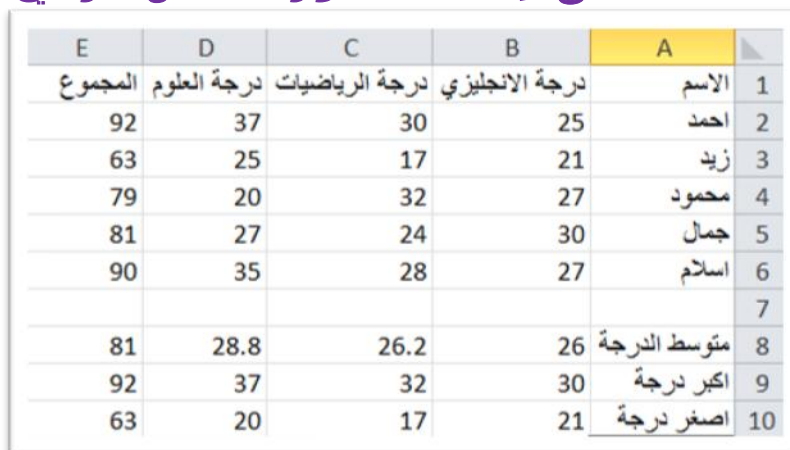 A B C D E
1 الاسم درجة الانجليزي درجة الرياضيات درجة العلوم المجموع
2 احمد 25 30 37 92
3 زيد 21 17 25 63
4 محمود 27 32 20 79
5 جمال 30 24 27 81
6 اسلام 27 28 35 90
7
8 متوسط الدرجة 26 26.2 28.8 81
9 اكبر درجة 30 32 37 92
10 اصغر درجة 21 17 20 63